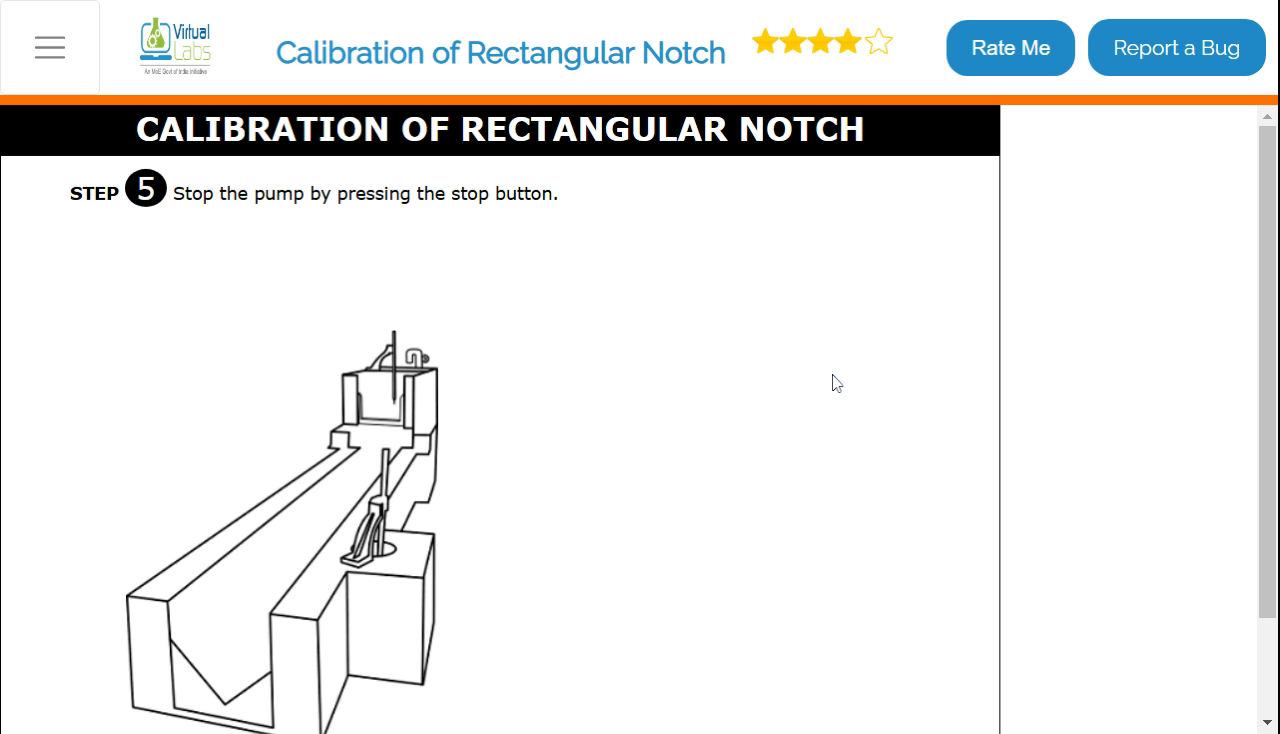 Virtual
Labs
An MoE Govt of India Initiative
Calibration of Rectangular Notch
Rate Me
Report a Bug
CALIBRATION OF RECTANGULAR NOTCH
STEP 5 Stop the pump by pressing the stop button.